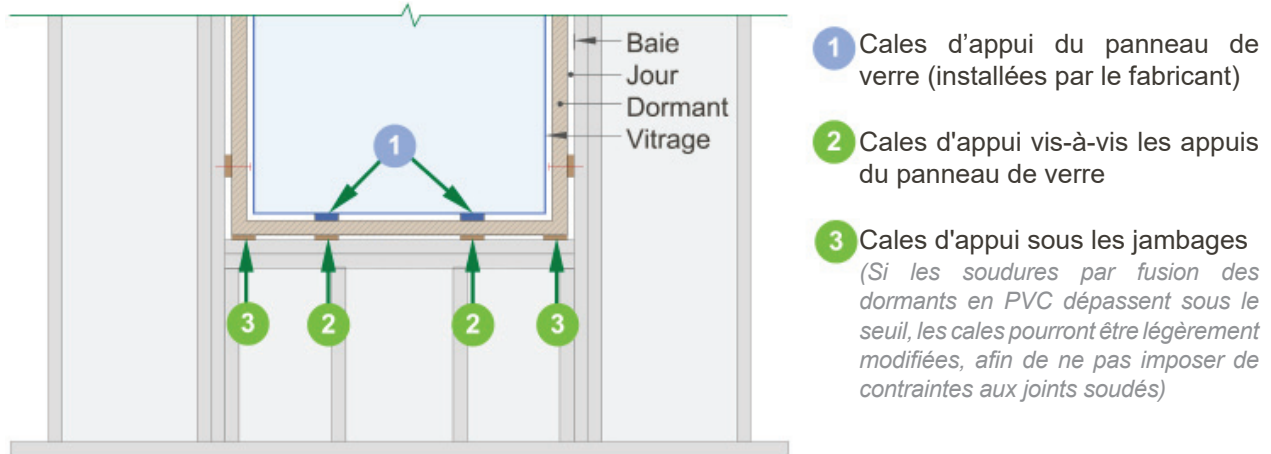 Baie
Jour
Dormant
Vitrage
1
2
2
3
3
1 Cales d’appui du panneau de
verre (installées par le fabricant)
2 Cales d'appui vis-à-vis les appuis
du panneau de verre
3 Cales d'appui sous les jambages
(Si les soudures par fusion des
dormants en PVC dépassent sous le
seuil, les cales pourront être légèrement
modifiées, afin de ne pas imposer de
contraintes aux joints soudés)